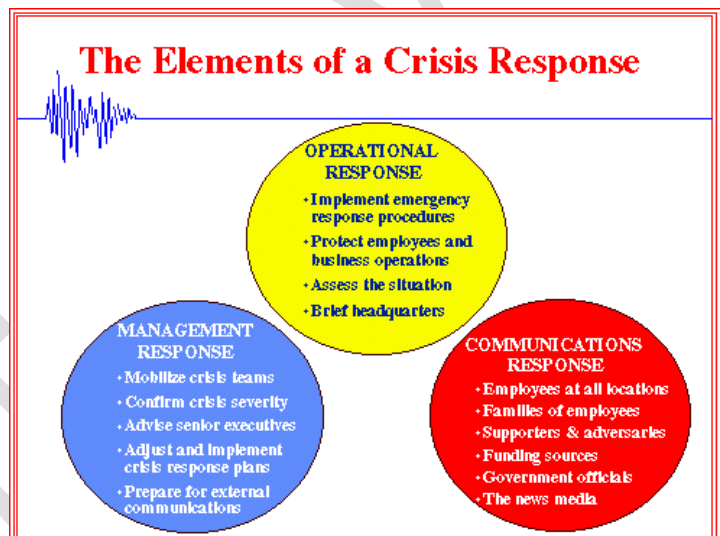 The Elements of a Crisis Response
OPERATIONAL
RESPONSE
• Implement emergency
response procedures
• Protect employees and
business operations
• Assess the situation
• Brief headquarters
MANAGEMENT
RESPONSE
• Mobilize crisis teams
• Confirm crisis severity
• Advise senior executives
• Adjust and implement
crisis response plans
• Prepare for external
communications
COMMUNICATIONS
RESPONSE
• Employees at all locations
• Families of employees
• Supporters & adversaries
• Funding sources
• Government officials
• The news media